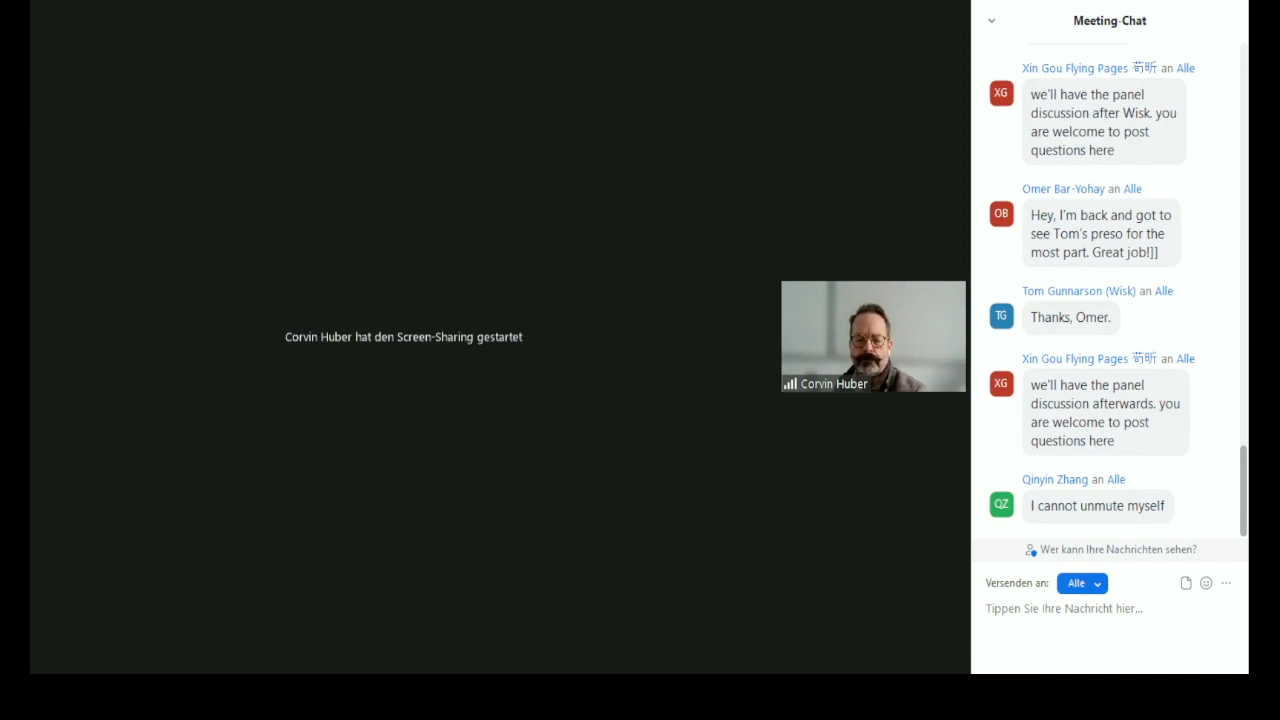 Corvin Huber hat den Screen-Sharing gestartet
Corvin Huber
Meeting-Chat
Xin Gou Flying Pages 苟昕 an Alle
XG
we'll have the panel
discussion after Wisk. you
are welcome to post
questions here
Omer Bar-Yohay an Alle
OB
Hey, I'm back and got to
see Tom's preso for the
most part. Great job!]]
Tom Gunnarson (Wisk) an Alle
TG
Thanks, Omer.
Xin Gou Flying Pages 苟昕 an Alle
XG
we'll have the panel
discussion afterwards. you
are welcome to post
questions here
Qinyin Zhang an Alle
QZ
I cannot unmute myself
Wer kann Ihre Nachrichten sehen?
Versenden an: Alle
Tippen Sie Ihre Nachricht hier...